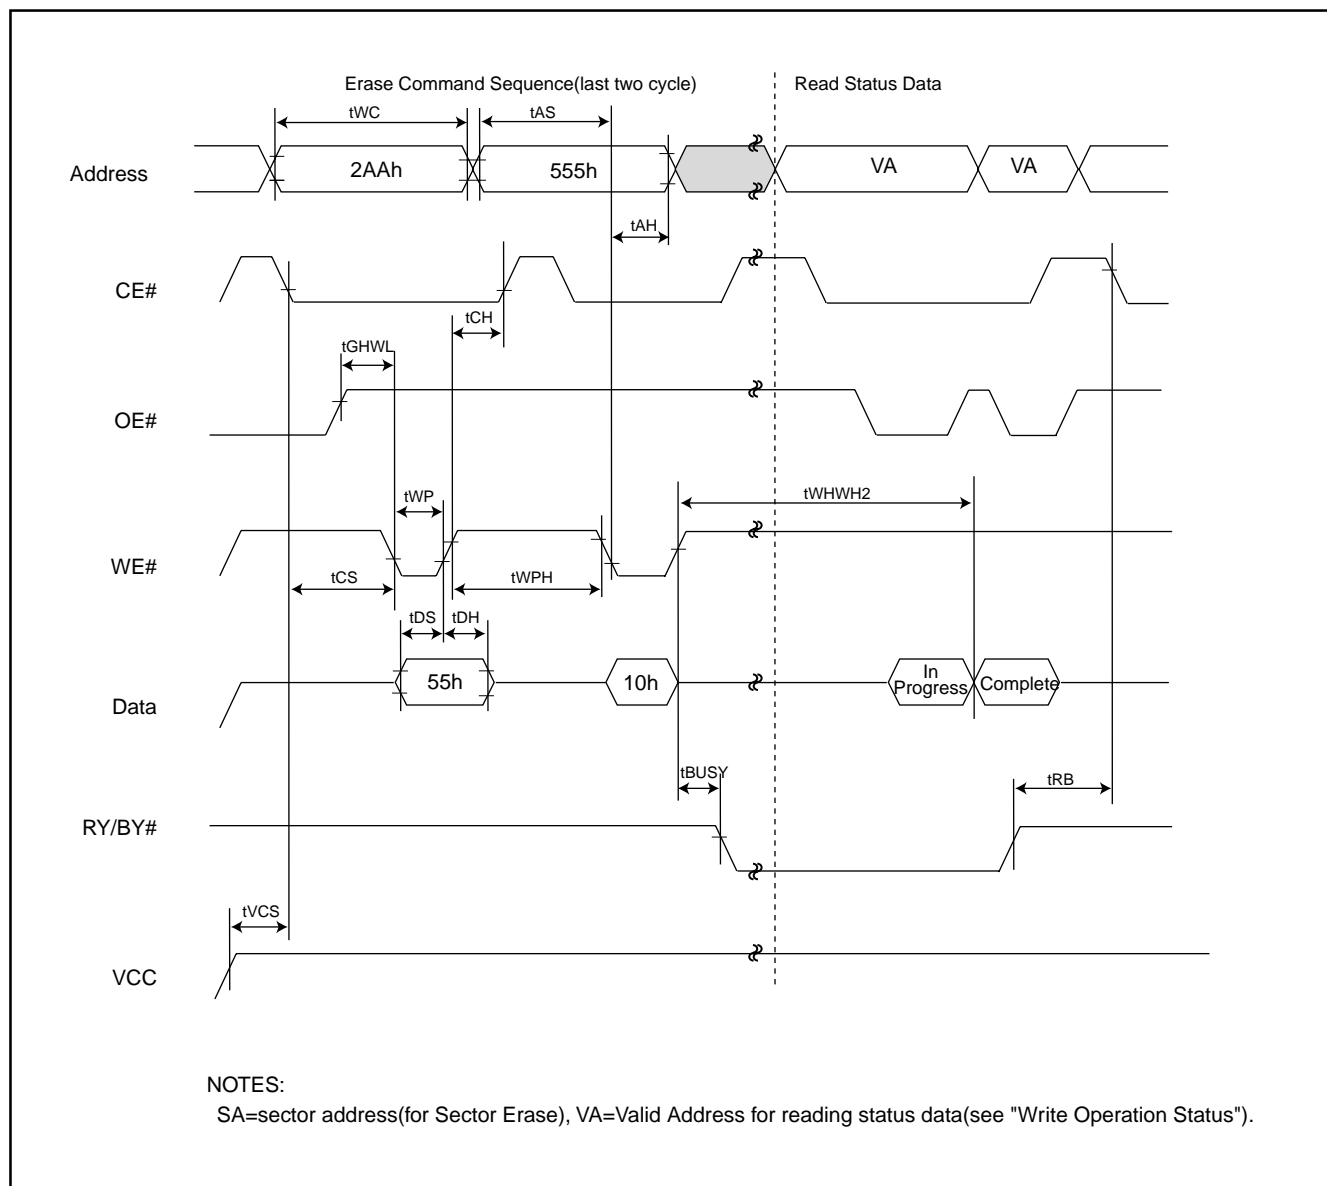 Erase Command Sequence(last two cycle)
Read Status Data
tWC
tAS
Address
2AAh
555h
VA
VA
tAH
CE#
tCH
tGHWL
OE#
tWP
tWHWH2
WE#
tCS
tWPH
tDS
tDH
Data
55h
10h
In
Progress
Complete
tBUSY
tRB
RY/BY#
tVCS
VCC
NOTES:
SA=sector address(for Sector Erase), VA=Valid Address for reading status data(see "Write Operation Status").